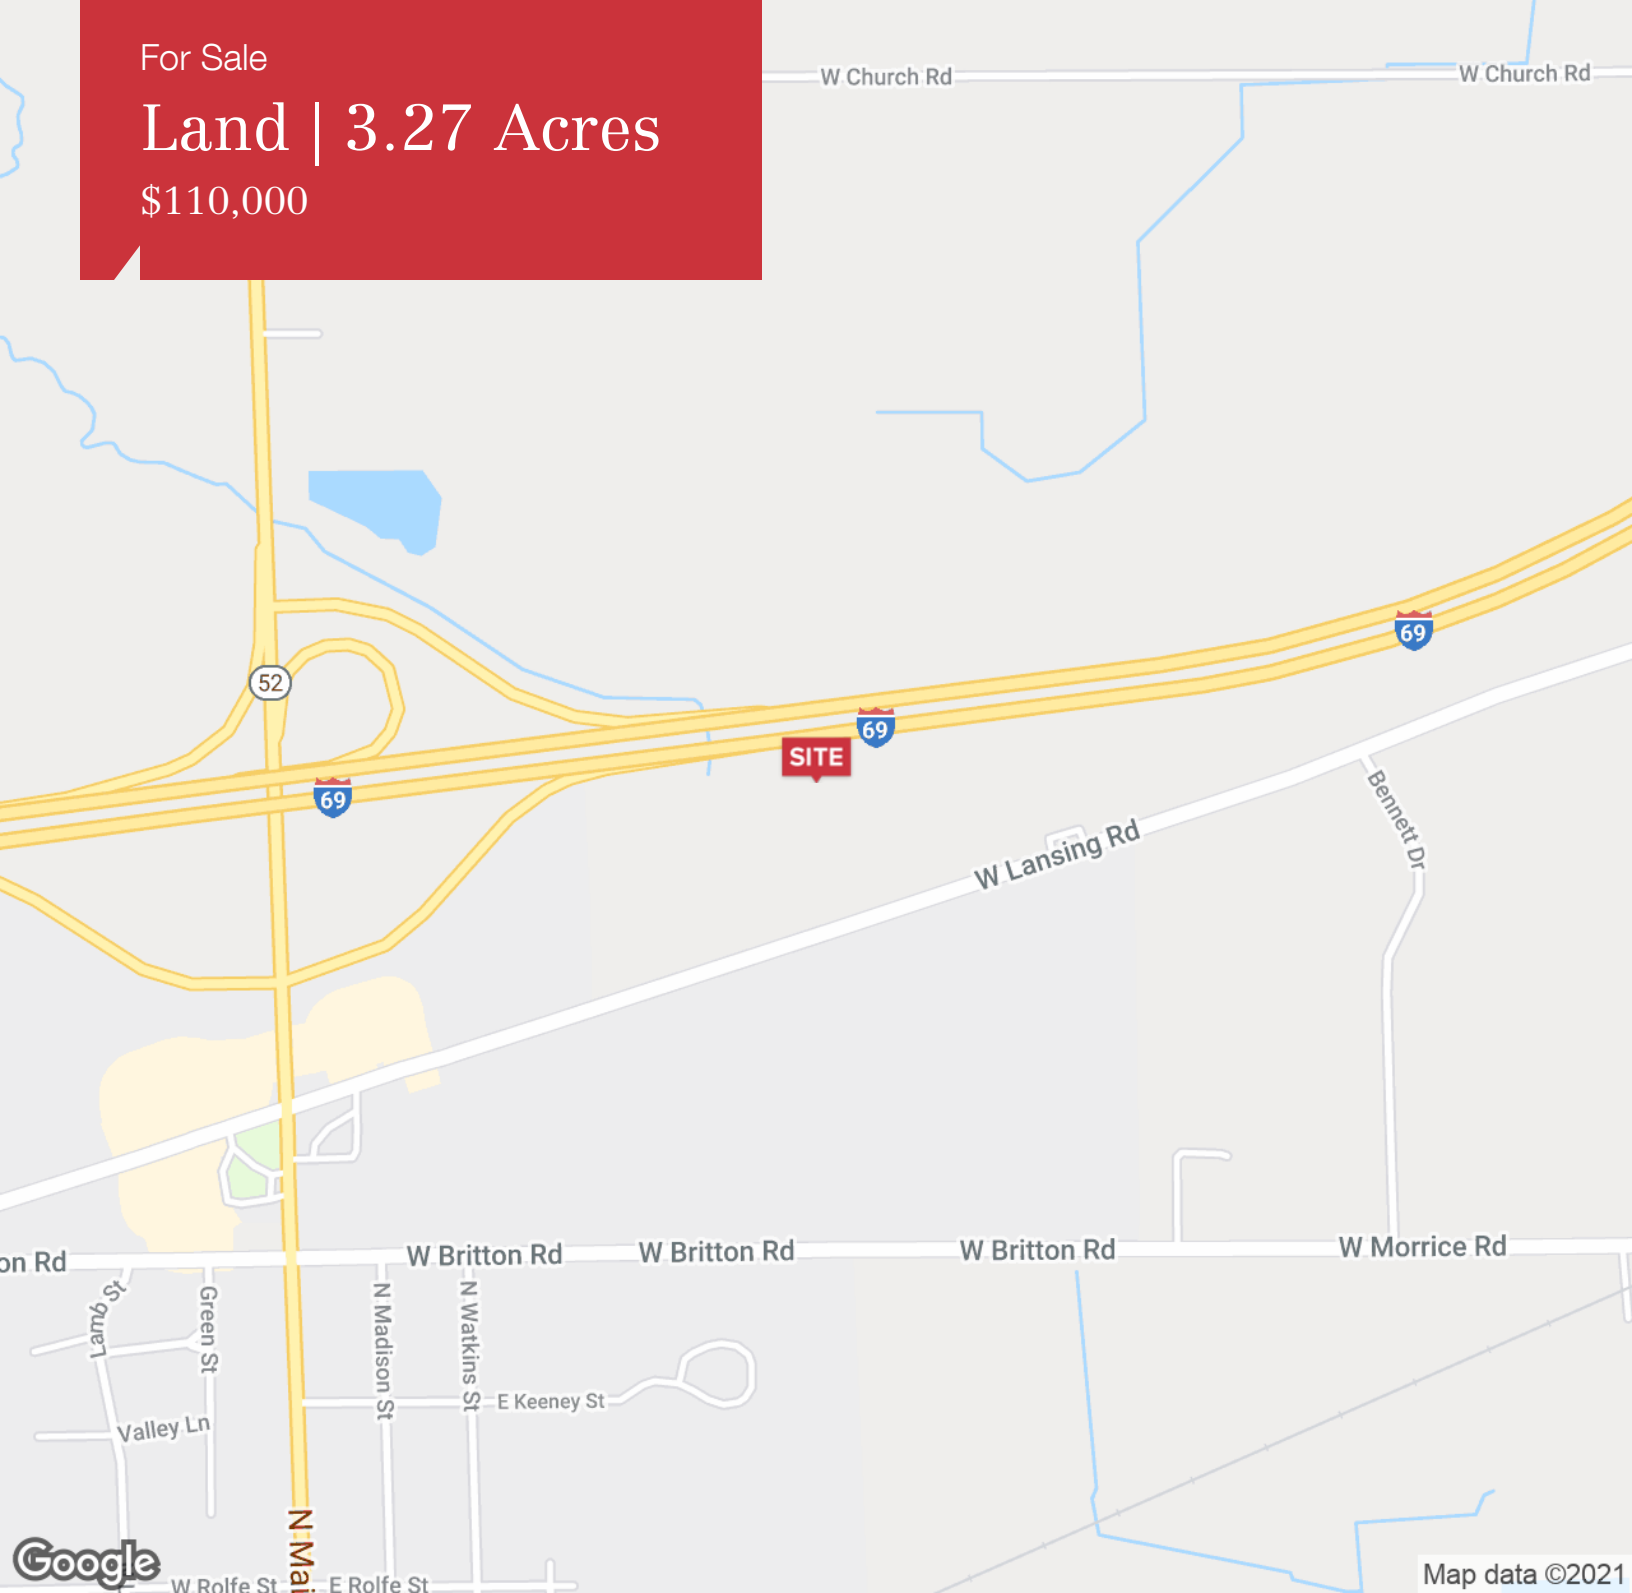 For Sale
Land | 3.27 Acres
$110,000
W Church Rd
W Church Rd
52
69
69
69
SITE
W Lansing Rd
Bennett Dr
on Rd
W Britton Rd
W Britton Rd
W Britton Rd
W Morrice Rd
Lamb St
Green St
N Madison St
N Watkins St
E Keeney St
Valley Ln
N Mai
W Rolfe St
E Rolfe St
Google
Map data ©2021